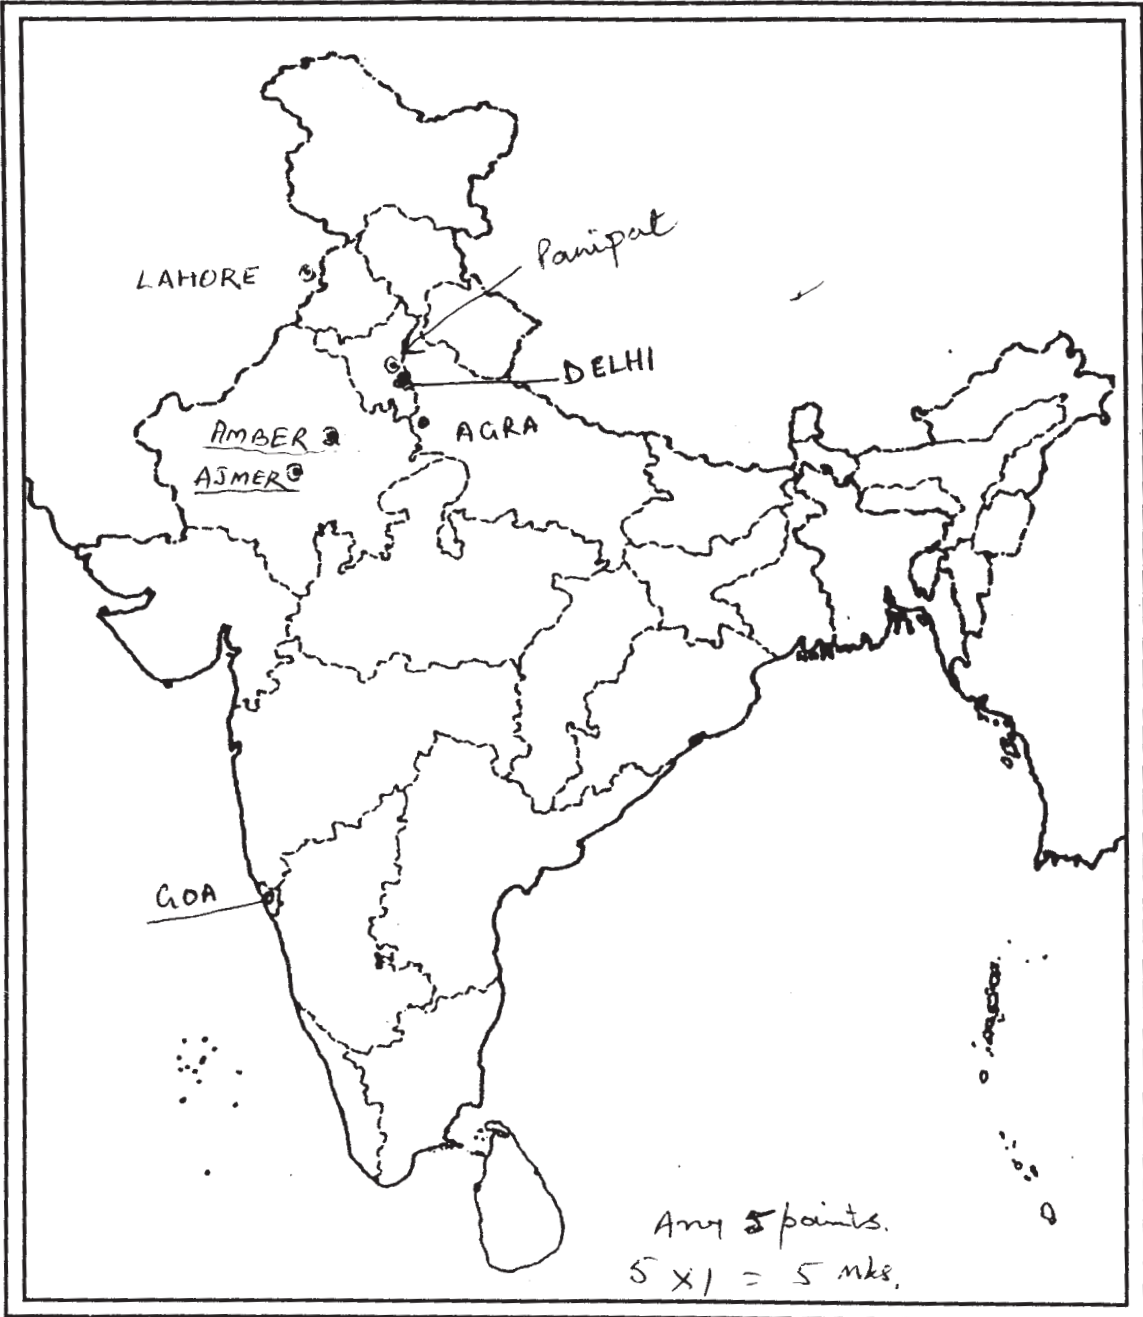 Panipat
LAHORE
DELHI
AMBER
AGRA
AJMER
GOA
Any 5 points.
5 x 1 = 5 mks.